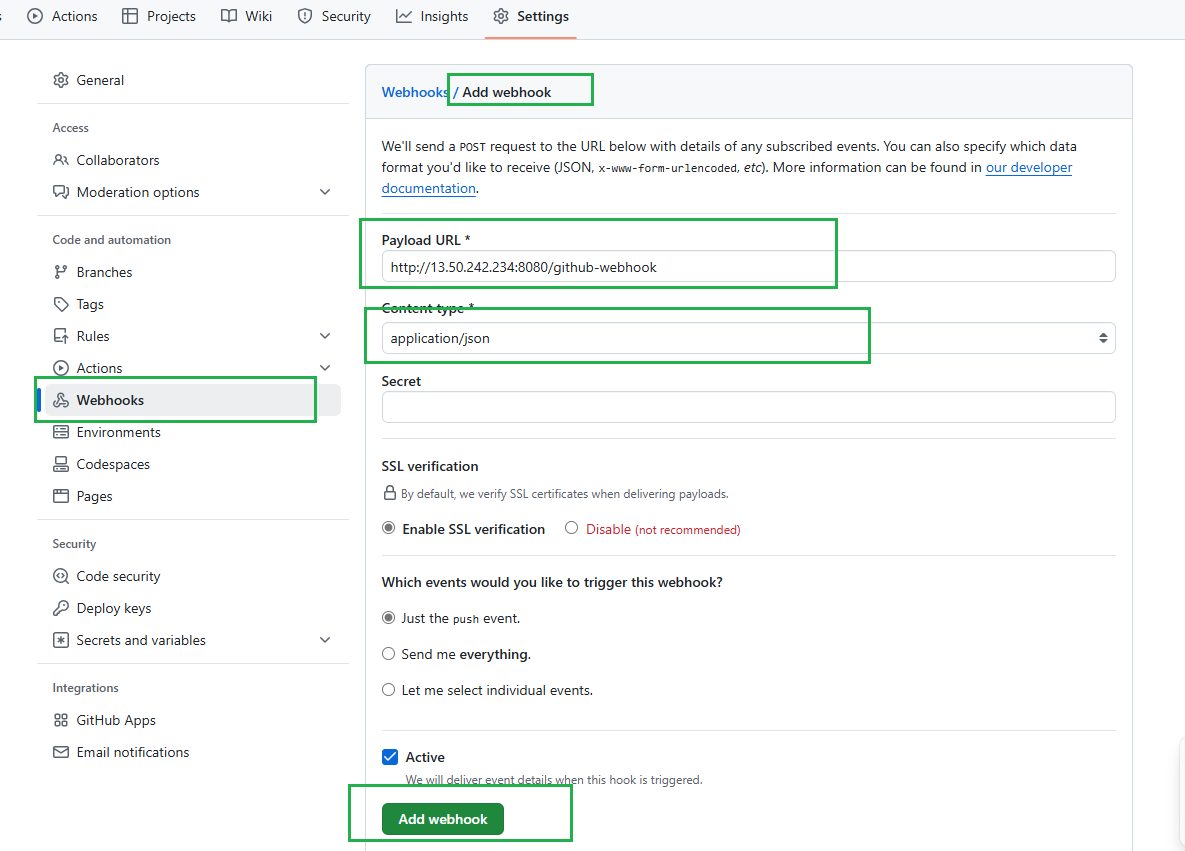 Actions Projects Wiki Security Insights Settings
General
Access
Collaborators
Moderation options
Code and automation
Branches
Tags
Rules
Actions
Webhooks
Environments
Codespaces
Pages
Security
Code security
Deploy keys
Secrets and variables
Integrations
GitHub Apps
Email notifications
Webhooks / Add webhook
We'll send a POST request to the URL below with details of any subscribed events. You can also specify which data
format you'd like to receive (JSON, x-www-form-urlencoded, etc). More information can be found in our developer
documentation.
Payload URL *
http://13.50.242.234:8080/github-webhook
Content type *
application/json
Secret
SSL verification
By default, we verify SSL certificates when delivering payloads.
Enable SSL verification Disable (not recommended)
Which events would you like to trigger this webhook?
Just the push event.
Send me everything.
Let me select individual events.
Active
We will deliver event details when this hook is triggered.
Add webhook